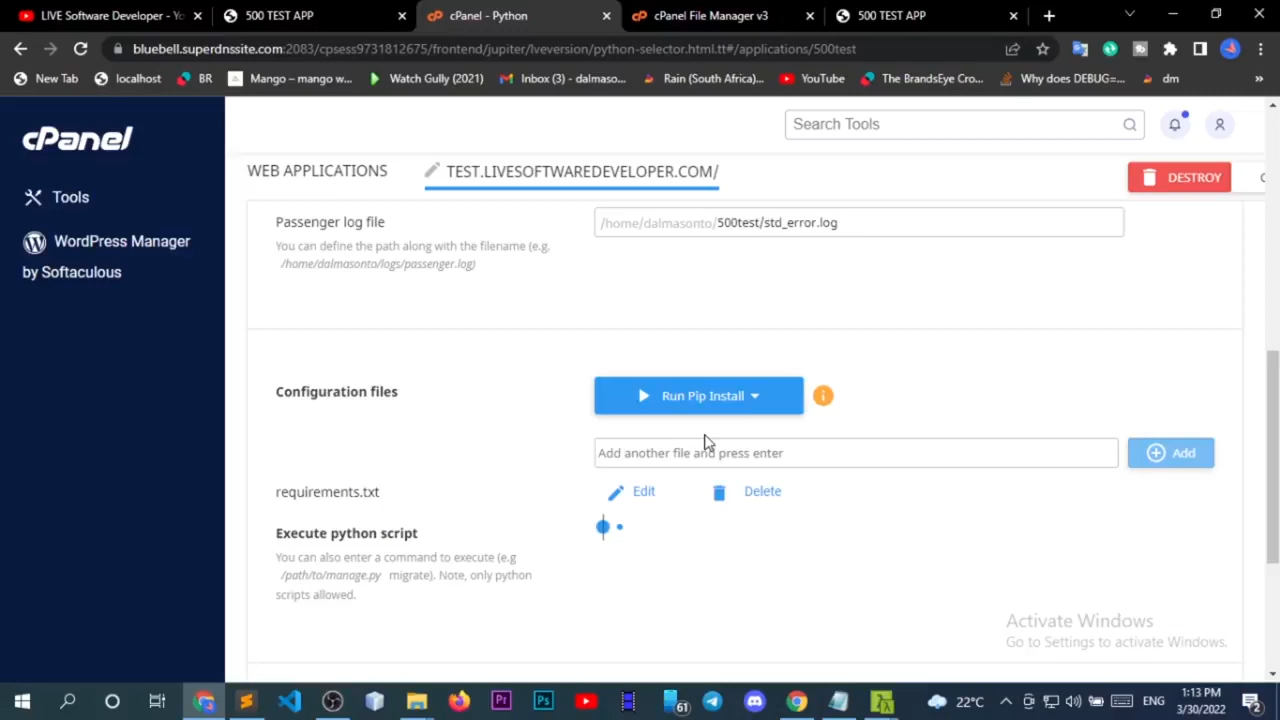 LIVE Software Developer - Yo
500 TEST APP
cPanel - Python
cPanel File Manager v3
500 TEST APP
bluebell.superdnssite.com:2083/cpsess9731812675/frontend/jupiter/lveversion/python-selector.html.tt#/applications/500test
New Tab
localhost
BR
Mango – mango w...
Watch Gully (2021)
Inbox (3) - dalmaso...
Rain (South Africa)...
YouTube
The BrandsEye Cro...
Why does DEBUG=...
dm
»
cPanel
Search Tools
Tools
WordPress Manager
by Softaculous
WEB APPLICATIONS
TEST.LIVESOFTWAREDEVELOPER.COM/
DESTROY
Passenger log file
/home/dalmasonto/500test/std_error.log
You can define the path along with the filename (e.g.
/home/dalmasonto/logs/passenger.log)
Configuration files
Run Pip Install
Add another file and press enter
Add
requirements.txt
Edit
Delete
Execute python script
You can also enter a command to execute (e.g
/path/to/manage.py migrate). Note, only python
scripts allowed.
Activate Windows
Go to Settings to activate Windows.
Pr
Ps
61
22°C
ENG
1:13 PM
3/30/2022
2